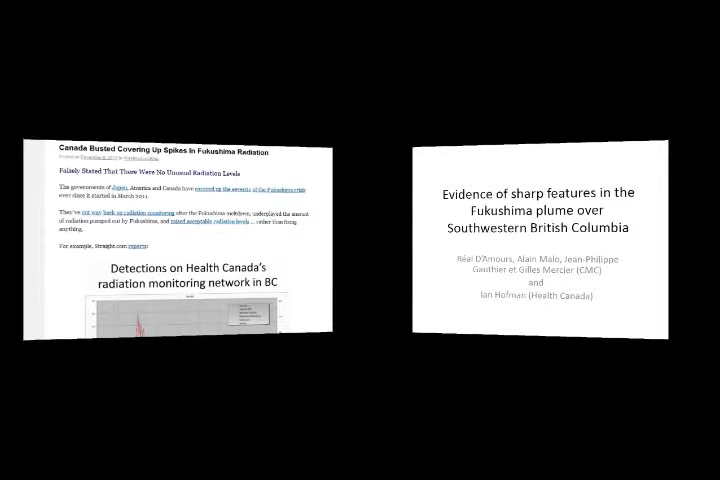 Canada Busted Covering Up Spikes In Fukushima Radiation
Falsely Stated That There Were No Unusual Radiation Levels
The governments of Japan, America and Canada have covered up the severity of the Fukushima crisis
ever since it started in March 2011.
They've cut way back on radiation monitoring after the Fukushima meltdown, underplayed the amount
of radiation pumped out by Fukushima, and raised acceptable radiation levels ... rather than fixing
anything.
For example, Straight.com reports:
Detections on Health Canada's
radiation monitoring network in BC
Evidence of sharp features in the
Fukushima plume over
Southwestern British Columbia
Réal D'Amours, Alain Malo, Jean-Philippe
Gauthier et Gilles Mercier (CMC)
and
Ian Hofman (Health Canada)